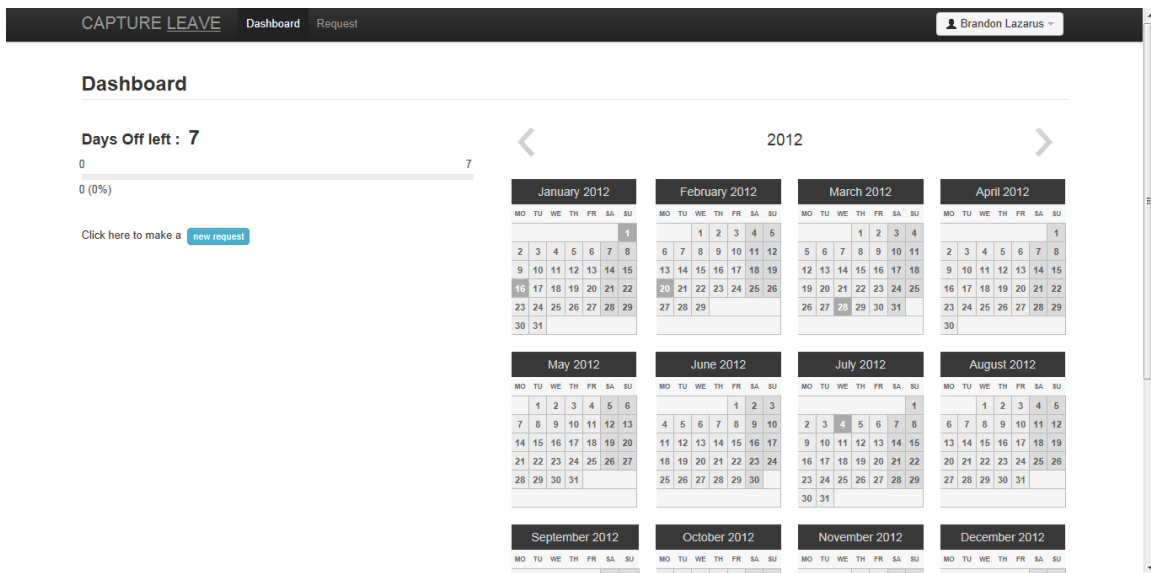 CAPTURE LEAVE Dashboard Request Brandon Lazarus
Dashboard
Days Off left : 7
0 7
0 (0%)
Click here to make a new request
2012
January 2012
MO TU WE TH FR SA SU
1
2 3 4 5 6 7 8
9 10 11 12 13 14 15
16 17 18 19 20 21 22
23 24 25 26 27 28 29
30 31
February 2012
MO TU WE TH FR SA SU
1 2 3 4 5
6 7 8 9 10 11 12
13 14 15 16 17 18 19
20 21 22 23 24 25 26
27 28 29
March 2012
MO TU WE TH FR SA SU
1 2 3 4
5 6 7 8 9 10 11
12 13 14 15 16 17 18
19 20 21 22 23 24 25
26 27 28 29 30 31
April 2012
MO TU WE TH FR SA SU
1
2 3 4 5 6 7 8
9 10 11 12 13 14 15
16 17 18 19 20 21 22
23 24 25 26 27 28 29
30
May 2012
MO TU WE TH FR SA SU
1 2 3 4 5 6
7 8 9 10 11 12 13
14 15 16 17 18 19 20
21 22 23 24 25 26 27
28 29 30 31
June 2012
MO TU WE TH FR SA SU
1 2 3
4 5 6 7 8 9 10
11 12 13 14 15 16 17
18 19 20 21 22 23 24
25 26 27 28 29 30
July 2012
MO TU WE TH FR SA SU
1
2 3 4 5 6 7 8
9 10 11 12 13 14 15
16 17 18 19 20 21 22
23 24 25 26 27 28 29
30 31
August 2012
MO TU WE TH FR SA SU
1 2 3 4 5
6 7 8 9 10 11 12
13 14 15 16 17 18 19
20 21 22 23 24 25 26
27 28 29 30 31
September 2012
MO TU WE TH FR SA SU
October 2012
MO TU WE TH FR SA SU
November 2012
MO TU WE TH FR SA SU
December 2012
MO TU WE TH FR SA SU